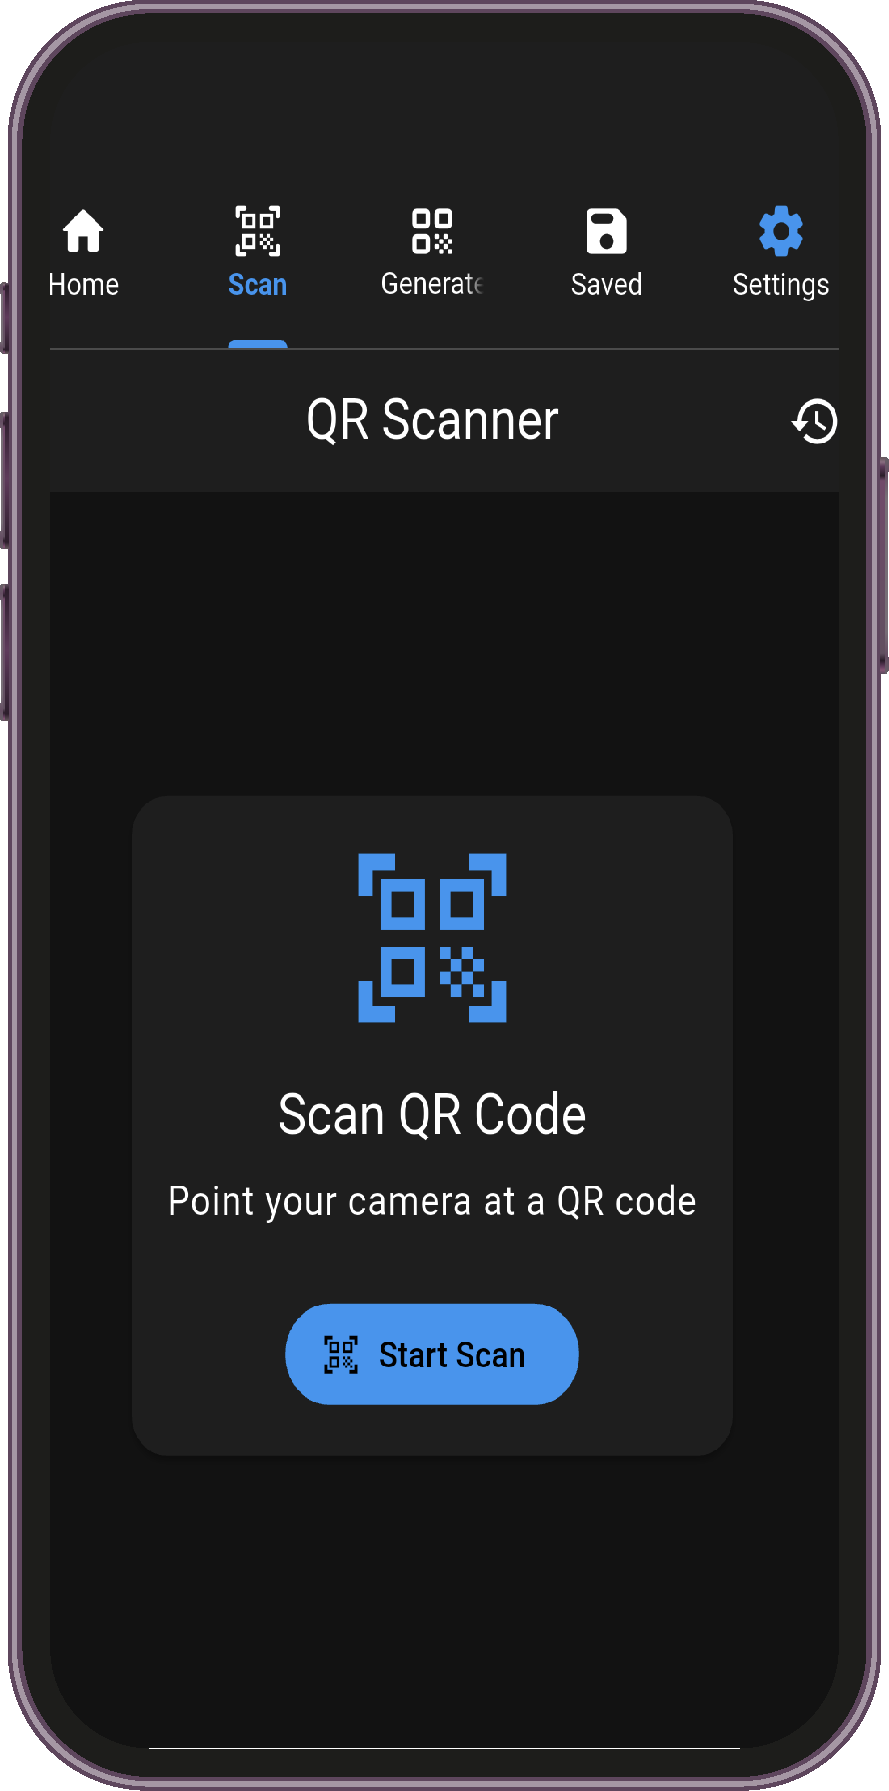 Home
Scan
Generate
Saved
Settings
QR Scanner
Scan QR Code
Point your camera at a QR code
Start Scan